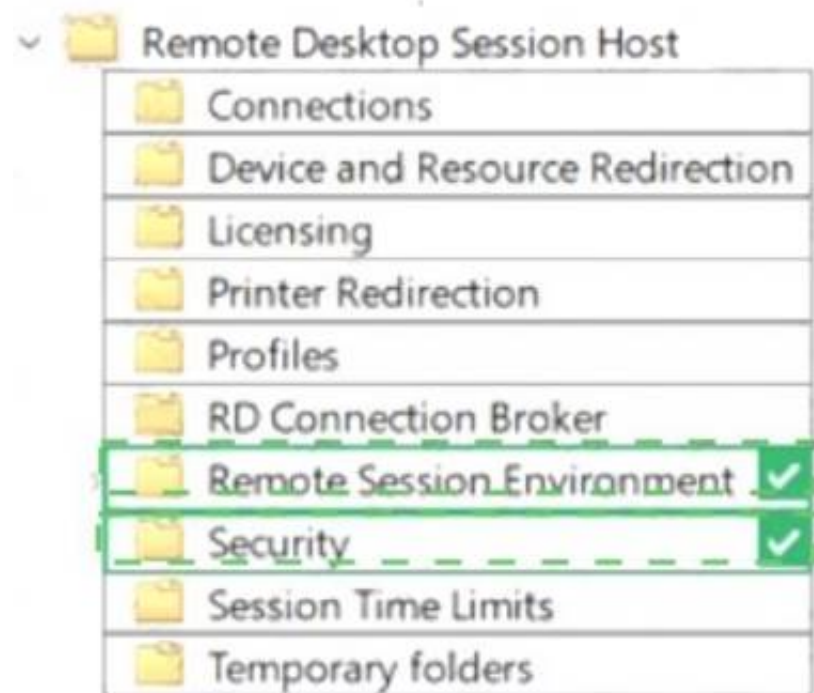 Remote Desktop Session Host
Connections
Device and Resource Redirection
Licensing
Printer Redirection
Profiles
RD Connection Broker
Remote Session Environment
Security
Session Time Limits
Temporary folders